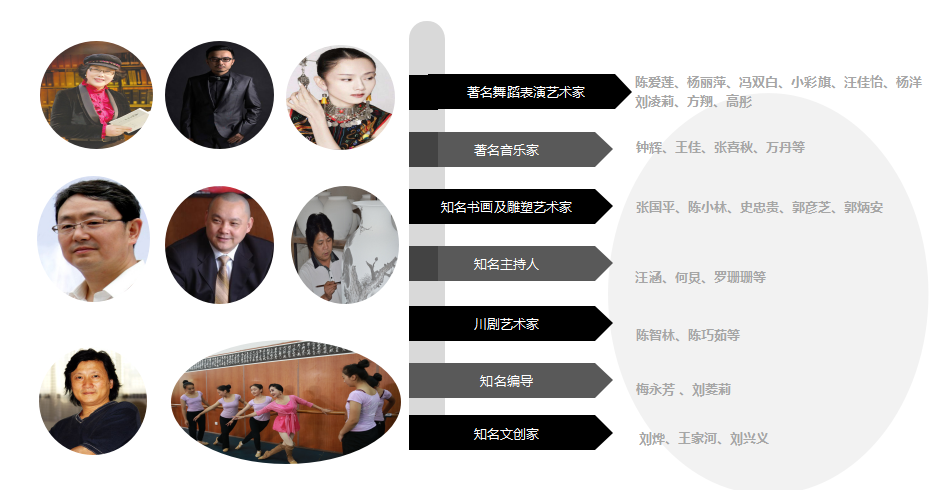 著名舞蹈表演艺术家
陈爱莲、杨丽萍、冯双白、小彩旗、汪佳怡、杨洋
刘凌莉、方翔、高彤
著名音乐家
钟辉、王佳、张喜秋、万丹等
知名书画及雕塑艺术家
张国平、陈小林、史忠贵、郭彦芝、郭炳安
知名主持人
汪涵、何炅、罗珊珊等
川剧艺术家
陈智林、陈巧茹等
知名编导
梅永芳 、刘菱莉
知名文创家
刘烨、王家河、刘兴义